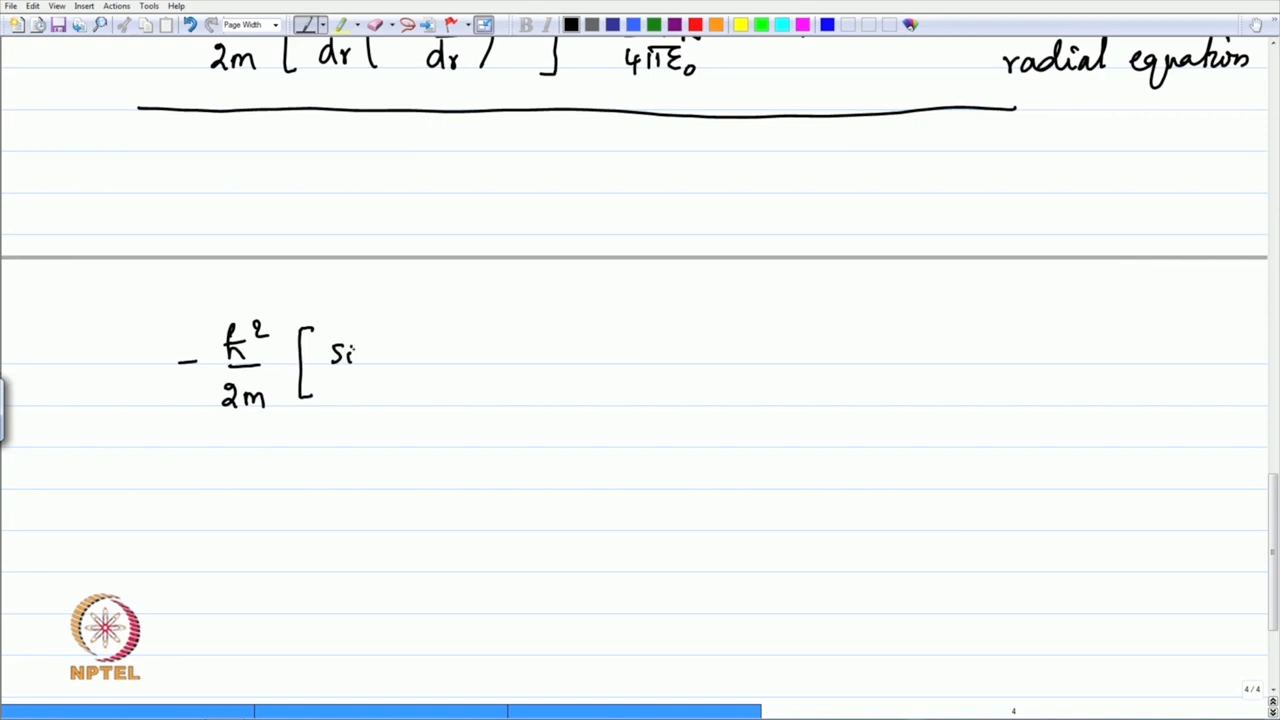 File Edit View Insert Actions Tools Help
Page Width
2m [ dr ( dr ) ] 4πε₀ radial equation
- ħ² / 2m [ Si
NPTEL
4 / 4
4